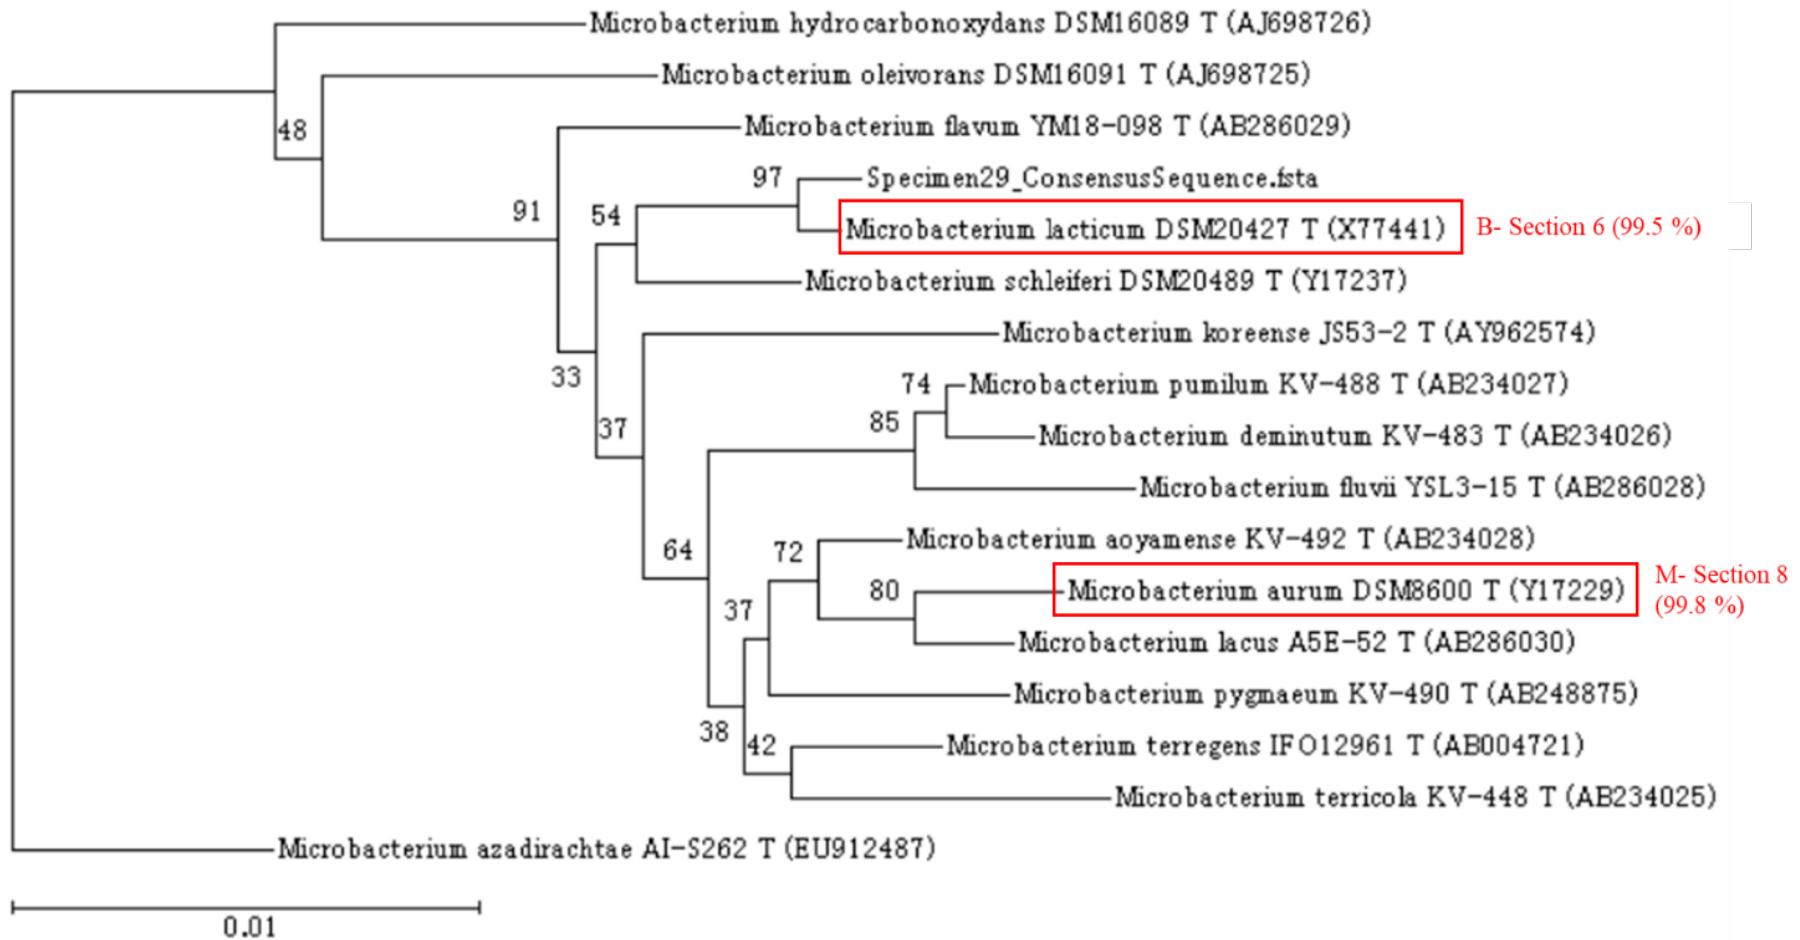 Microbacterium hydrocarbonoxydans DSM16089 T (AJ698726)
Microbacterium oleivorans DSM16091 T (AJ698725)
48
Microbacterium flavum YM18-098 T (AB286029)
97
Specimen29_ConsensusSequence.fsta
91
54
Microbacterium lacticum DSM20427 T (X77441)
B- Section 6 (99.5 %)
Microbacterium schleiferi DSM20489 T (Y17237)
Microbacterium koreense JS53-2 T (AY962574)
33
74
Microbacterium pumilum KV-488 T (AB234027)
37
85
Microbacterium deminutum KV-483 T (AB234026)
Microbacterium fluvii YSL3-15 T (AB286028)
64
72
Microbacterium aoyamense KV-492 T (AB234028)
80
Microbacterium aurum DSM8600 T (Y17229)
M- Section 8
(99.8 %)
37
Microbacterium lacus A5E-52 T (AB286030)
Microbacterium pygmaeum KV-490 T (AB248875)
38
42
Microbacterium terregens IFO12961 T (AB004721)
Microbacterium terricola KV-448 T (AB234025)
Microbacterium azadirachtae AI-S262 T (EU912487)
0.01